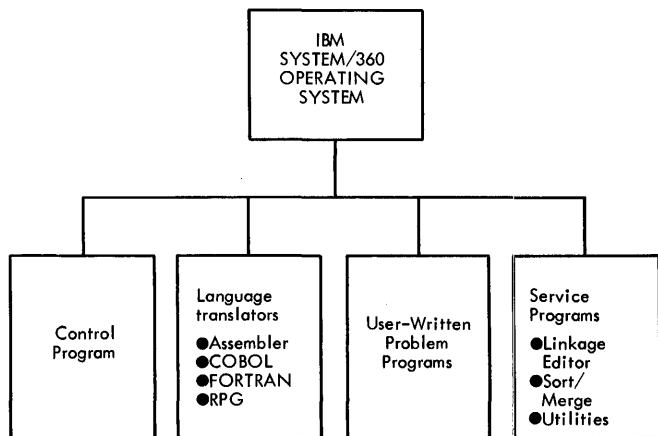 IBM
SYSTEM/360
OPERATING
SYSTEM
Control
Program
Language
translators
●Assembler
●COBOL
●FORTRAN
●RPG
User-Written
Problem
Programs
Service
Programs
●Linkage
Editor
●Sort/
Merge
●Utilities